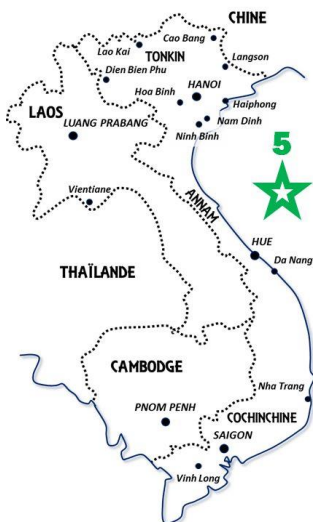 CHINE
Cao Bang
Lao Kai
TONKIN
Langson
Dien Bien Phu
HANOI
Hoa Binh
Haiphong
LAOS
Nam Dinh
LUANG PRABANG
Ninh Bính
5
Vientiane
ANNAM
HUE
Da Nang
THAÏLANDE
CAMBODGE
Nha Trang
PNOM PENH
COCHINCHINE
SAIGON
Vinh Long